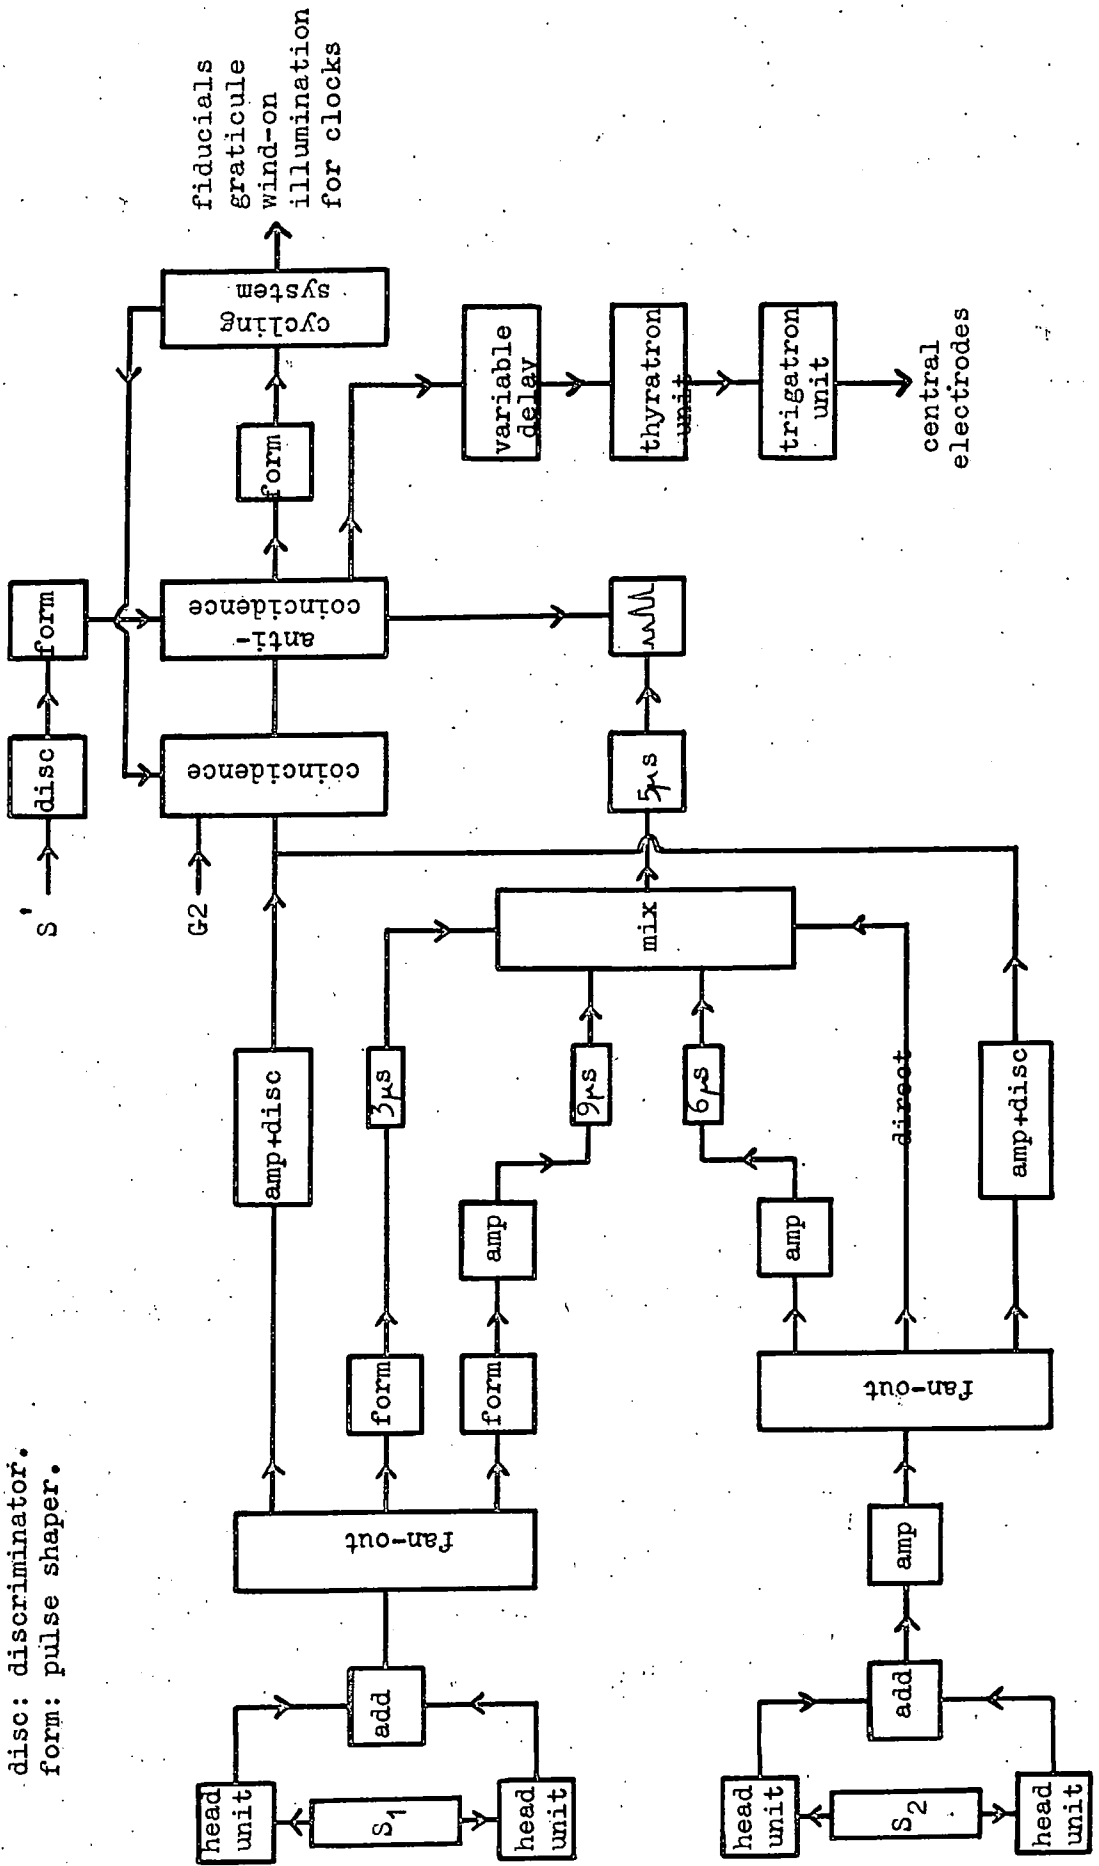 disc: discriminator.
form: pulse shaper.
S'
disc
form
G2
coincidence
anti-
coincidence
form
cycling
system
fiducials
graticule
wind-on
illumination
for clocks
head
unit
S1
head
unit
add
fan-out
amp+disc
form
3μs
form
amp
9μs
mix
5μs
variable
delay
thyratron
unit
trigatron
unit
central
electrodes
head
unit
S2
head
unit
add
amp
fan-out
amp
6μs
direct
amp+disc